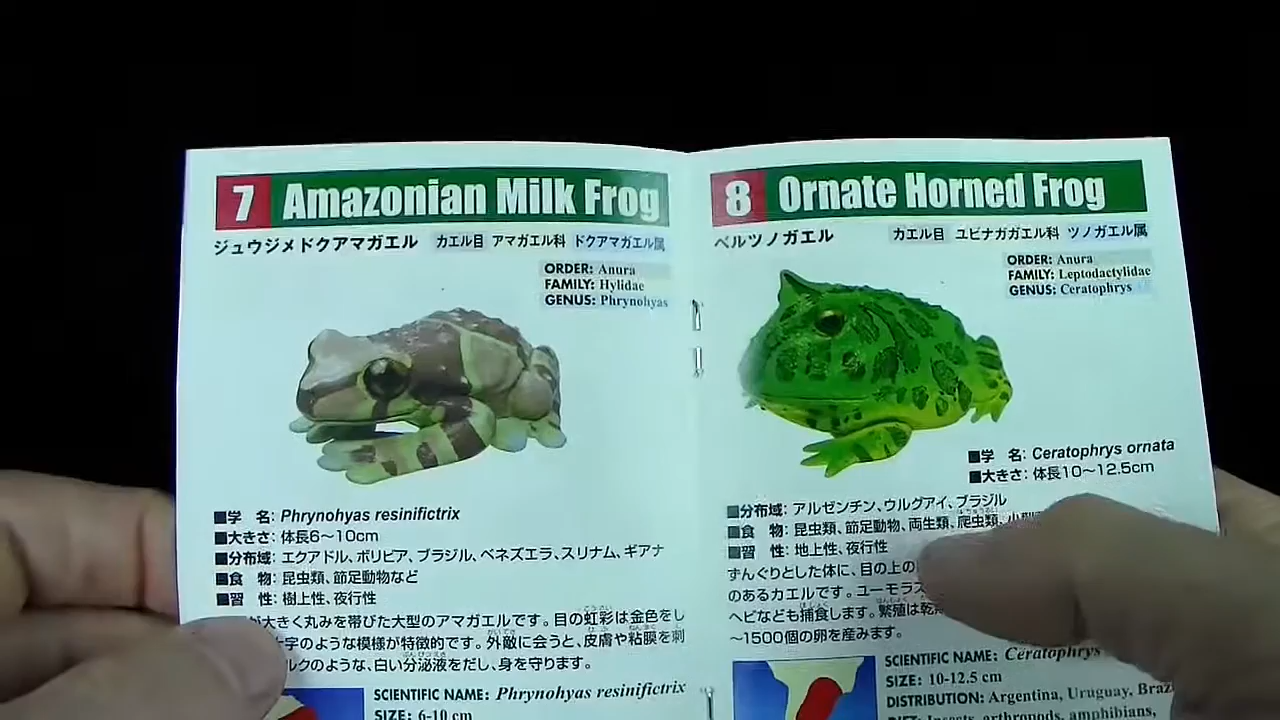 7 Amazonian Milk Frog
ジュウジメドクアマガエル カエル目 アマガエル科 ドクアマガエル属
ORDER: Anura
FAMILY: Hylidae
GENUS: Phrynohyas
■学 名: Phrynohyas resinifictrix
■大きさ: 体長6～10cm
■分布域: エクアドル、ボリビア、ブラジル、ベネズエラ、スリナム、ギアナ
■食 物: 昆虫類、節足動物など
■習 性: 樹上性、夜行性
が大きく丸みを帯びた大型のアマガエルです。目の虹彩は金色をし
字のような模様が特徴的です。外敵に会うと、皮膚や粘膜を刺
ルクのような、白い分泌液をだし、身を守ります。
SCIENTIFIC NAME: Phrynohyas resinifictrix
SIZE: 6-10 cm
8 Ornate Horned Frog
ベルツノガエル カエル目 ユビナガガエル科 ツノガエル属
ORDER: Anura
FAMILY: Leptodactylidae
GENUS: Ceratophrys
■学 名: Ceratophrys ornata
■大きさ: 体長10～12.5cm
■分布域: アルゼンチン、ウルグアイ、ブラジル
■食 物: 昆虫類、節足動物、両生類、爬虫類、
■習 性: 地上性、夜行性
ずんぐりとした体に、目の上の
のあるカエルです。ユーモラス
ヘビなども捕食します。繁殖は乾
～1500個の卵を産みます。
SCIENTIFIC NAME: Ceratophrys
SIZE: 10-12.5 cm
DISTRIBUTION: Argentina, Uruguay, Brazi
DIET: Insects, arthropods, amphibians,